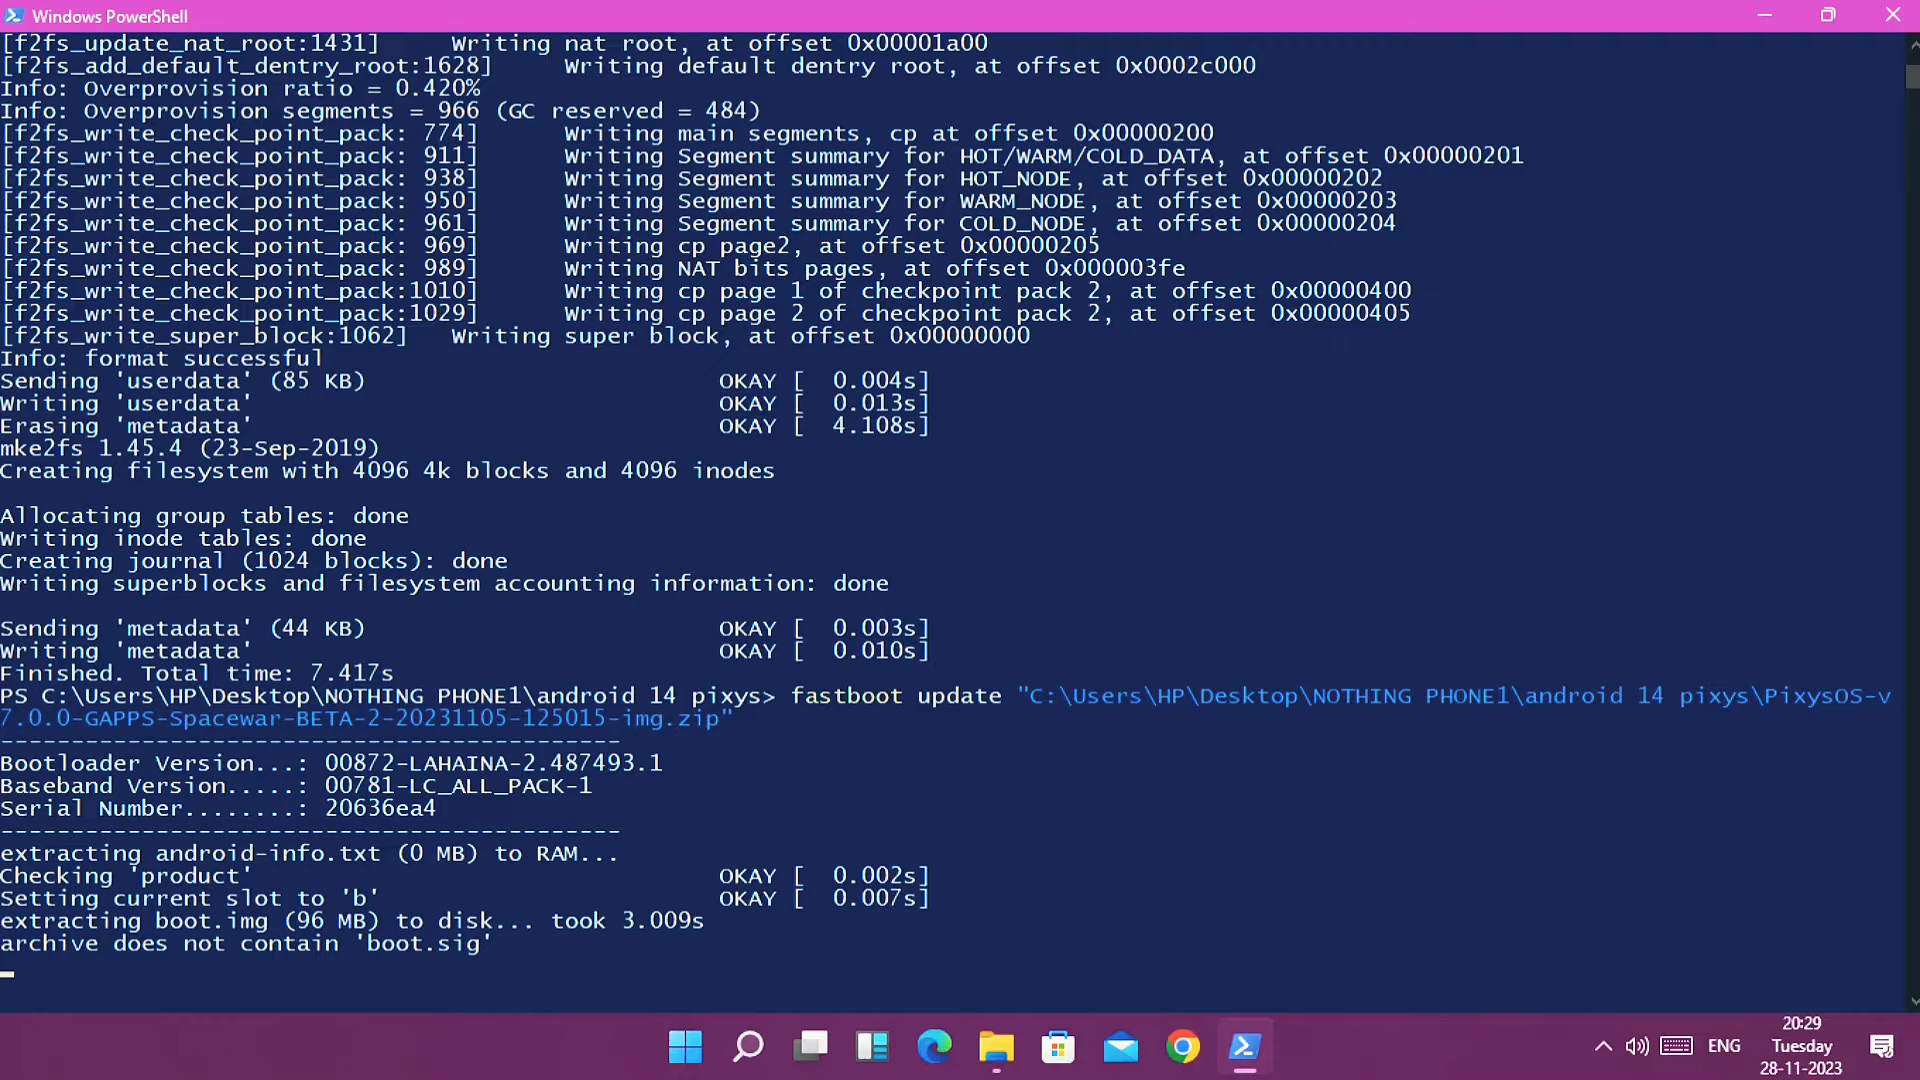 Windows PowerShell
[f2fs_update_nat_root:1431] Writing nat root, at offset 0x00001a00
[f2fs_add_default_dentry_root:1628] Writing default dentry root, at offset 0x0002c000
Info: Overprovision ratio = 0.420%
Info: Overprovision segments = 966 (GC reserved = 484)
[f2fs_write_check_point_pack: 774] Writing main segments, cp at offset 0x00000200
[f2fs_write_check_point_pack: 911] Writing Segment summary for HOT/WARM/COLD_DATA, at offset 0x00000201
[f2fs_write_check_point_pack: 938] Writing Segment summary for HOT_NODE, at offset 0x00000202
[f2fs_write_check_point_pack: 950] Writing Segment summary for WARM_NODE, at offset 0x00000203
[f2fs_write_check_point_pack: 961] Writing Segment summary for COLD_NODE, at offset 0x00000204
[f2fs_write_check_point_pack: 969] Writing cp page2, at offset 0x00000205
[f2fs_write_check_point_pack: 989] Writing NAT bits pages, at offset 0x000003fe
[f2fs_write_check_point_pack:1010] Writing cp page 1 of checkpoint pack 2, at offset 0x00000400
[f2fs_write_check_point_pack:1029] Writing cp page 2 of checkpoint pack 2, at offset 0x00000405
[f2fs_write_super_block:1062] Writing super block, at offset 0x00000000
Info: format successful
Sending 'userdata' (85 KB) OKAY [ 0.004s]
Writing 'userdata' OKAY [ 0.013s]
Erasing 'metadata' OKAY [ 4.108s]
mke2fs 1.45.4 (23-Sep-2019)
Creating filesystem with 4096 4k blocks and 4096 inodes
Allocating group tables: done
Writing inode tables: done
Creating journal (1024 blocks): done
Writing superblocks and filesystem accounting information: done
Sending 'metadata' (44 KB) OKAY [ 0.003s]
Writing 'metadata' OKAY [ 0.010s]
Finished. Total time: 7.417s
PS C:\Users\HP\Desktop\NOTHING PHONE1\android 14 pixys> fastboot update "C:\Users\HP\Desktop\NOTHING PHONE1\android 14 pixys\PixysOS-v
7.0.0-GAPPS-Spacewar-BETA-2-20231105-125015-img.zip"
--------------------------------------------
Bootloader Version...: 00872-LAHAINA-2.487493.1
Baseband Version.....: 00781-LC_ALL_PACK-1
Serial Number........: 20636ea4
--------------------------------------------
extracting android-info.txt (0 MB) to RAM...
Checking 'product' OKAY [ 0.002s]
Setting current slot to 'b' OKAY [ 0.007s]
extracting boot.img (96 MB) to disk... took 3.009s
archive does not contain 'boot.sig'
ENG
20:29
Tuesday
28-11-2023